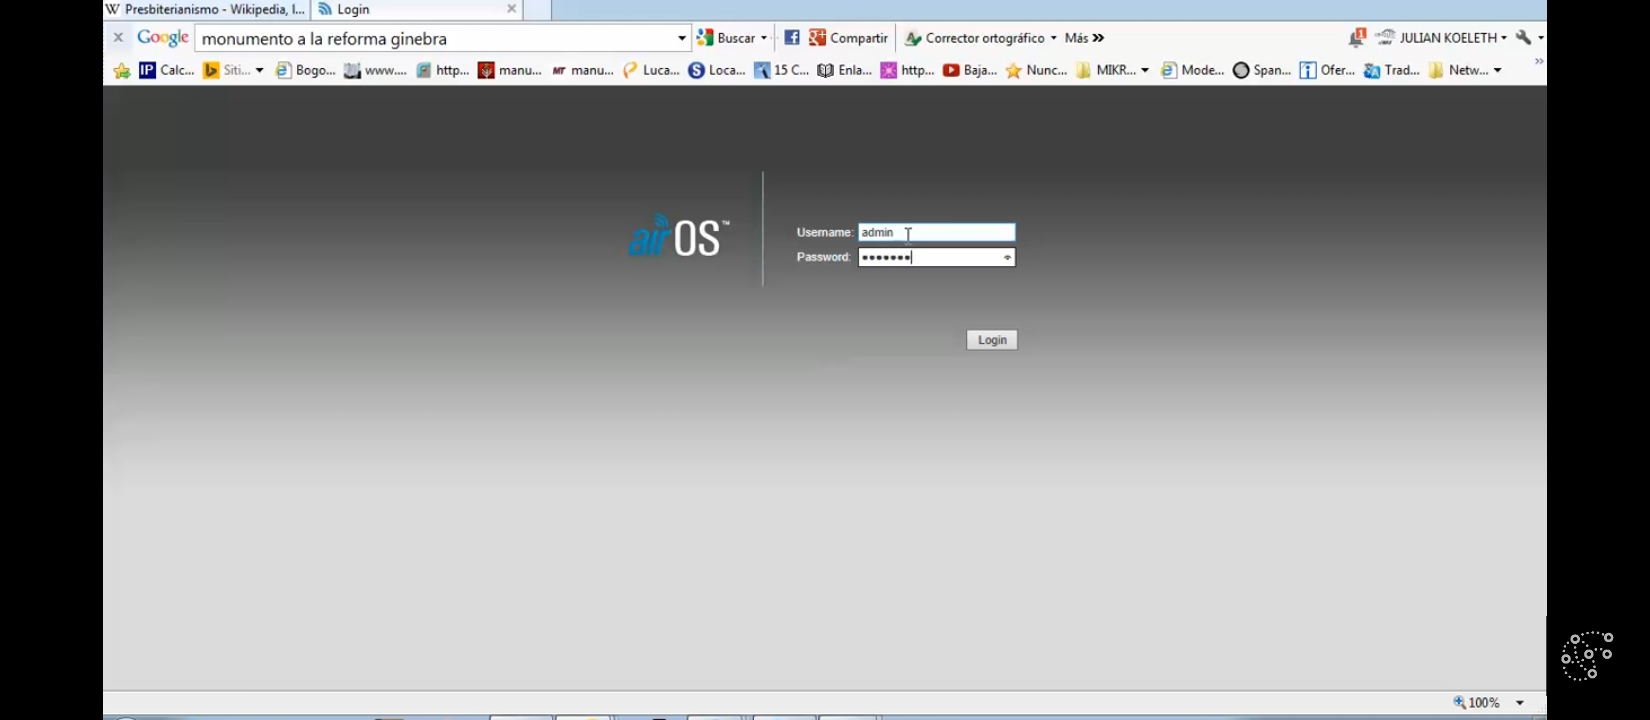 W Presbiterianismo - Wikipedia, l... Login
Google monumento a la reforma ginebra Buscar Compartir Corrector ortográfico Más JULIAN KOELETH
IP Calc... Siti... Bogo... www.... http... manu... MT manu... Luca... Loca... 15 C... Enla... http... Baja... Nunc... MIKR... Mode... Span... Ofer... Trad... Netw...
airOS™
Username: admin
Password: •••••••
Login
100%